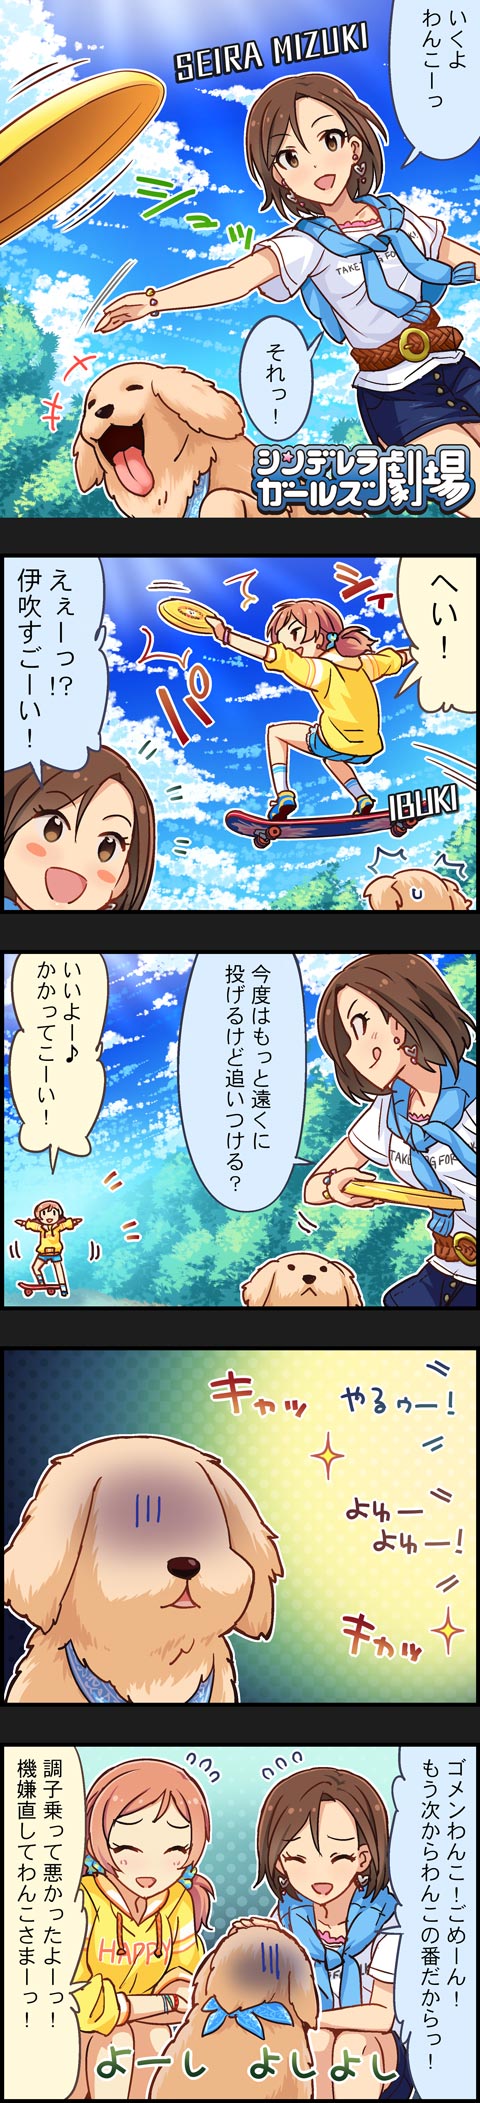 いくよ
わんこーっ
SEIRA MIZUKI
シューッ
それっ!
TAKE
シンデレラ
ガールズ
劇場
へい!
シィ
パ
えぇーっ!?
伊吹すごーい!
IBUKI
今度はもっと遠くに
投げるけど追いつける?
いいよー♪
かかってこーい!
TAKE
キャッ
やるぅー!
よゆー
よゆー!
キャッ
ゴメンわんこ!ごめーん!
もう次からわんこの番だからっ!
調子乗って悪かったよーっ!
機嫌直してわんこさまーっ!
HAPPY
よーし よしよし